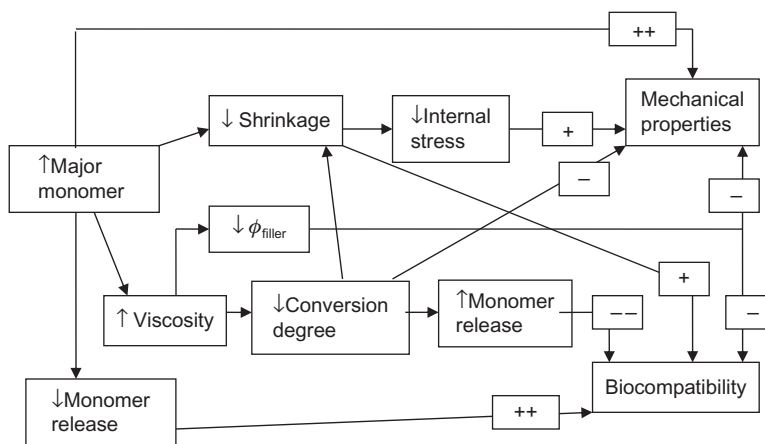 ++
↓ Shrinkage
↓Internal
stress
+
Mechanical
properties
↑Major
monomer
−
−
↓ ϕfiller
+
↑ Viscosity
↓Conversion
degree
↑Monomer
release
−−
−
↓Monomer
release
++
Biocompatibility